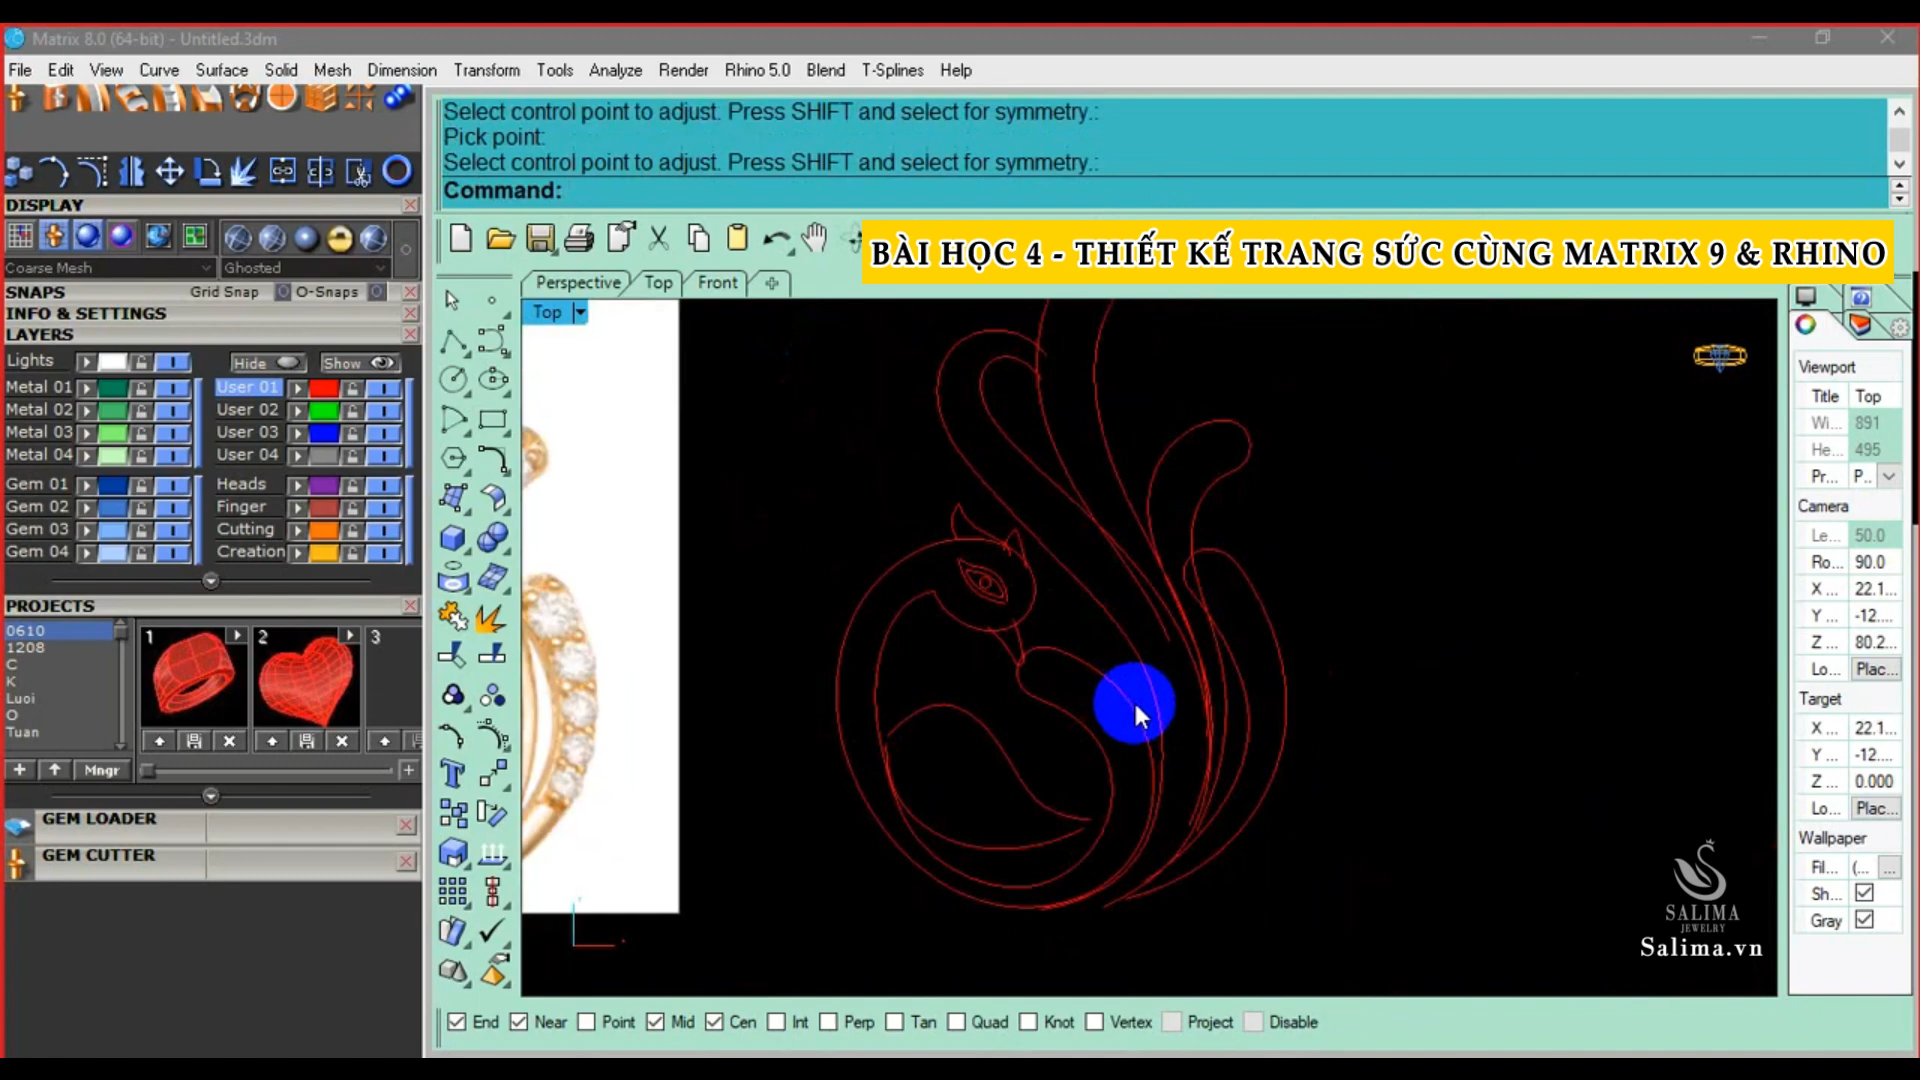 Matrix 8.0 (64-bit) - Untitled.3dm
File Edit View Curve Surface Solid Mesh Dimension Transform Tools Analyze Render Rhino 5.0 Blend T-Splines Help
Select control point to adjust. Press SHIFT and select for symmetry.:
Pick point:
Select control point to adjust. Press SHIFT and select for symmetry.:
Command:
BÀI HỌC 4 - THIẾT KẾ TRANG SỨC CÙNG MATRIX 9 & RHINO
DISPLAY
Coarse Mesh Ghosted
SNAPS Grid Snap O-Snaps
INFO & SETTINGS
LAYERS
Lights Hide Show
Metal 01 User 01
Metal 02 User 02
Metal 03 User 03
Metal 04 User 04
Gem 01 Heads
Gem 02 Finger
Gem 03 Cutting
Gem 04 Creation
PROJECTS
0610 1 2 3
1208
C
K
Luoi
O
Tuan
+ Mngr +
GEM LOADER
GEM CUTTER
Perspective Top Front
Top
Viewport
Title Top
Wi... 891
He... 495
Pr... P..
Camera
Le... 50.0
Ro... 90.0
X ... 22.1...
Y ... -12....
Z ... 80.2...
Lo... Plac...
Target
X ... 22.1...
Y ... -12....
Z ... 0.000
Lo... Plac...
Wallpaper
Fil... (... ...
Sh...
Gray
SALIMA
JEWELRY
Salima.vn
End Near Point Mid Cen Int Perp Tan Quad Knot Vertex Project Disable